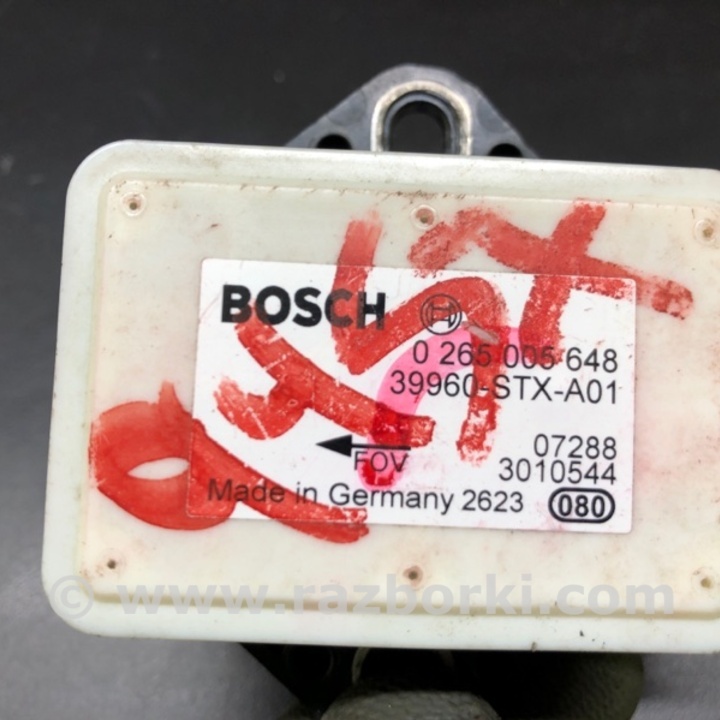 BOSCH
0 265 005 648
39960-STX-A01
07288
FOV
3010544
Made in Germany 2623 080
© www.razborki.com